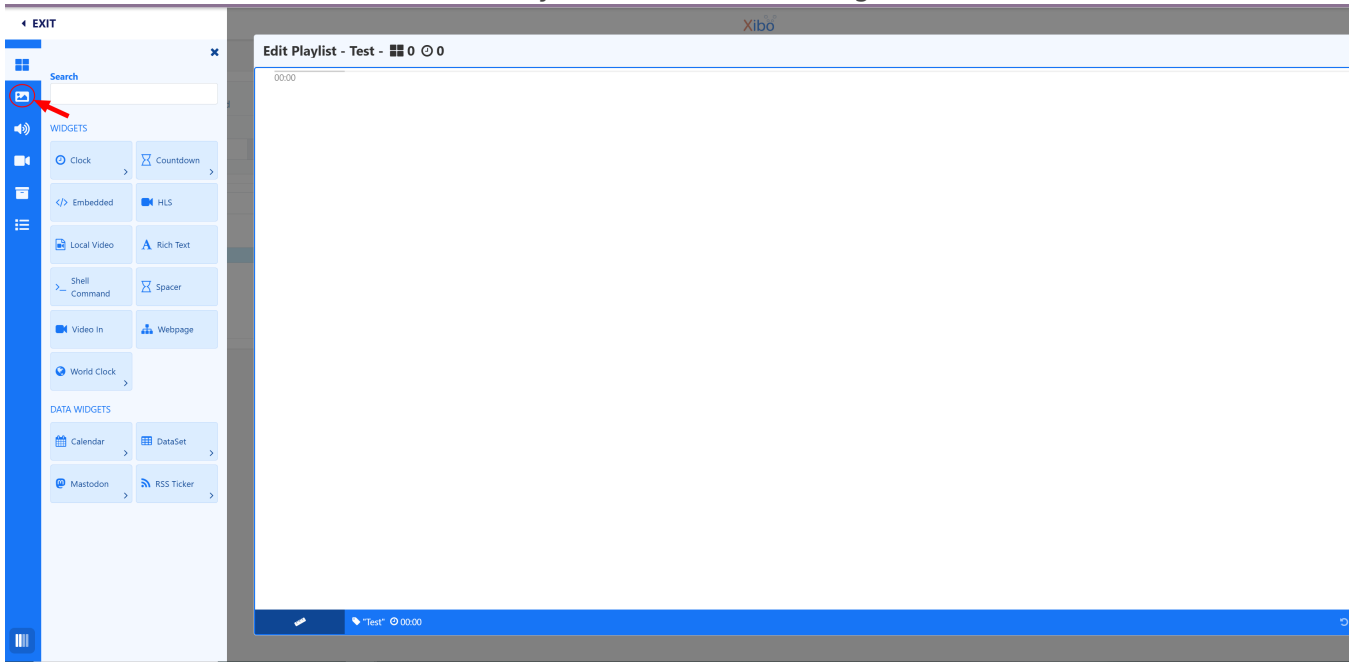 EXIT
Xibo
Edit Playlist - Test - 0 0
Search
00:00
WIDGETS
Clock
Countdown
</> Embedded
HLS
Local Video
A Rich Text
>_ Shell Command
Spacer
Video In
Webpage
World Clock
DATA WIDGETS
Calendar
DataSet
Mastodon
RSS Ticker
"Test" 00:00